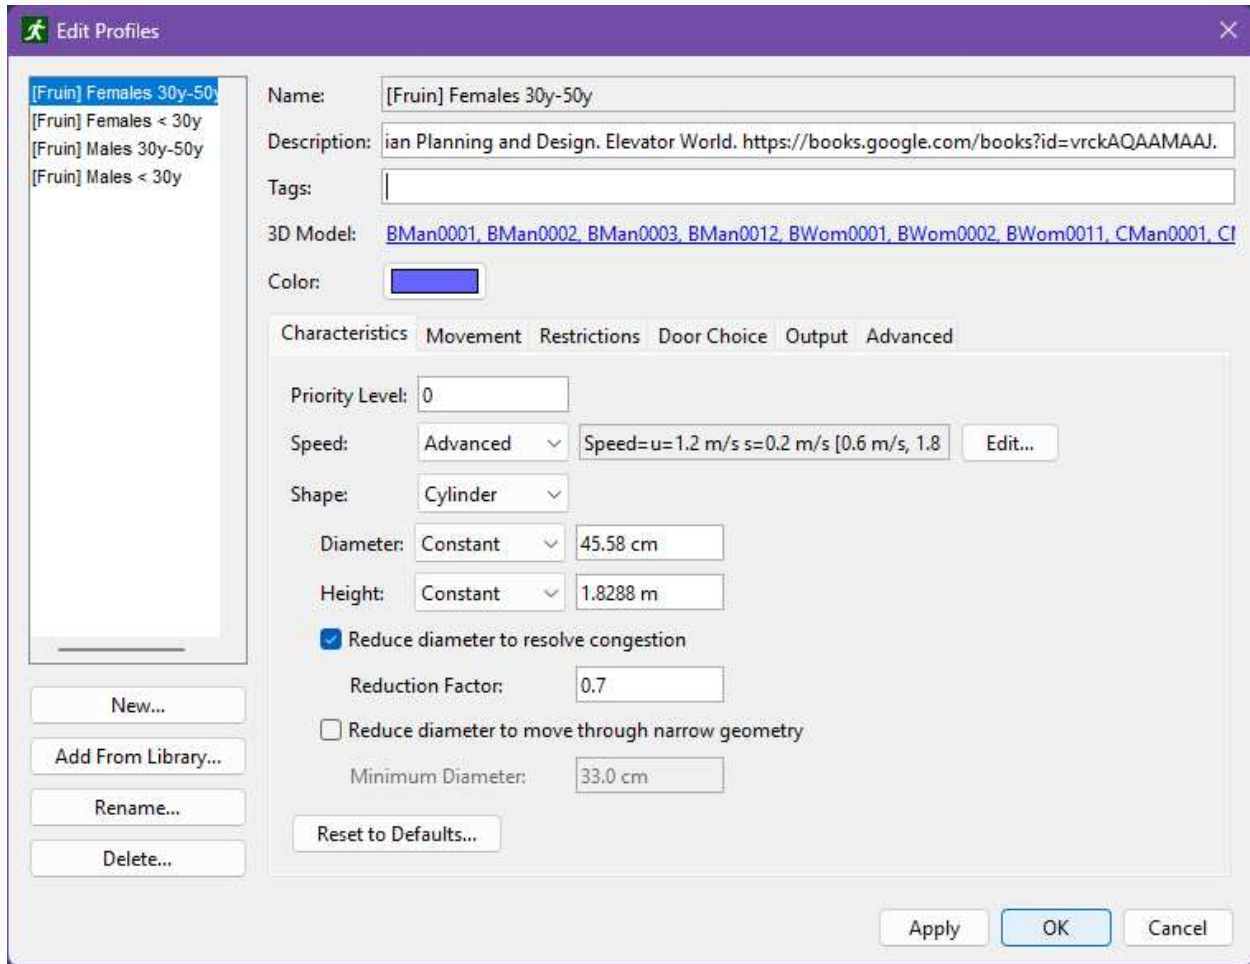 Edit Profiles
[Fruin] Females 30y-50y
[Fruin] Females < 30y
[Fruin] Males 30y-50y
[Fruin] Males < 30y
New...
Add From Library...
Rename...
Delete...
Name: [Fruin] Females 30y-50y
Description: ian Planning and Design. Elevator World. https://books.google.com/books?id=vrckAQAAMAAJ.
Tags:
3D Model: BMan0001, BMan0002, BMan0003, BMan0012, BWom0001, BWom0002, BWom0011, CMan0001,
Color:
Characteristics Movement Restrictions Door Choice Output Advanced
Priority Level: 0
Speed: Advanced Speed=u=1.2 m/s s=0.2 m/s [0.6 m/s, 1.8 Edit...
Shape: Cylinder
Diameter: Constant 45.58 cm
Height: Constant 1.8288 m
Reduce diameter to resolve congestion
Reduction Factor: 0.7
Reduce diameter to move through narrow geometry
Minimum Diameter: 33.0 cm
Reset to Defaults...
Apply OK Cancel